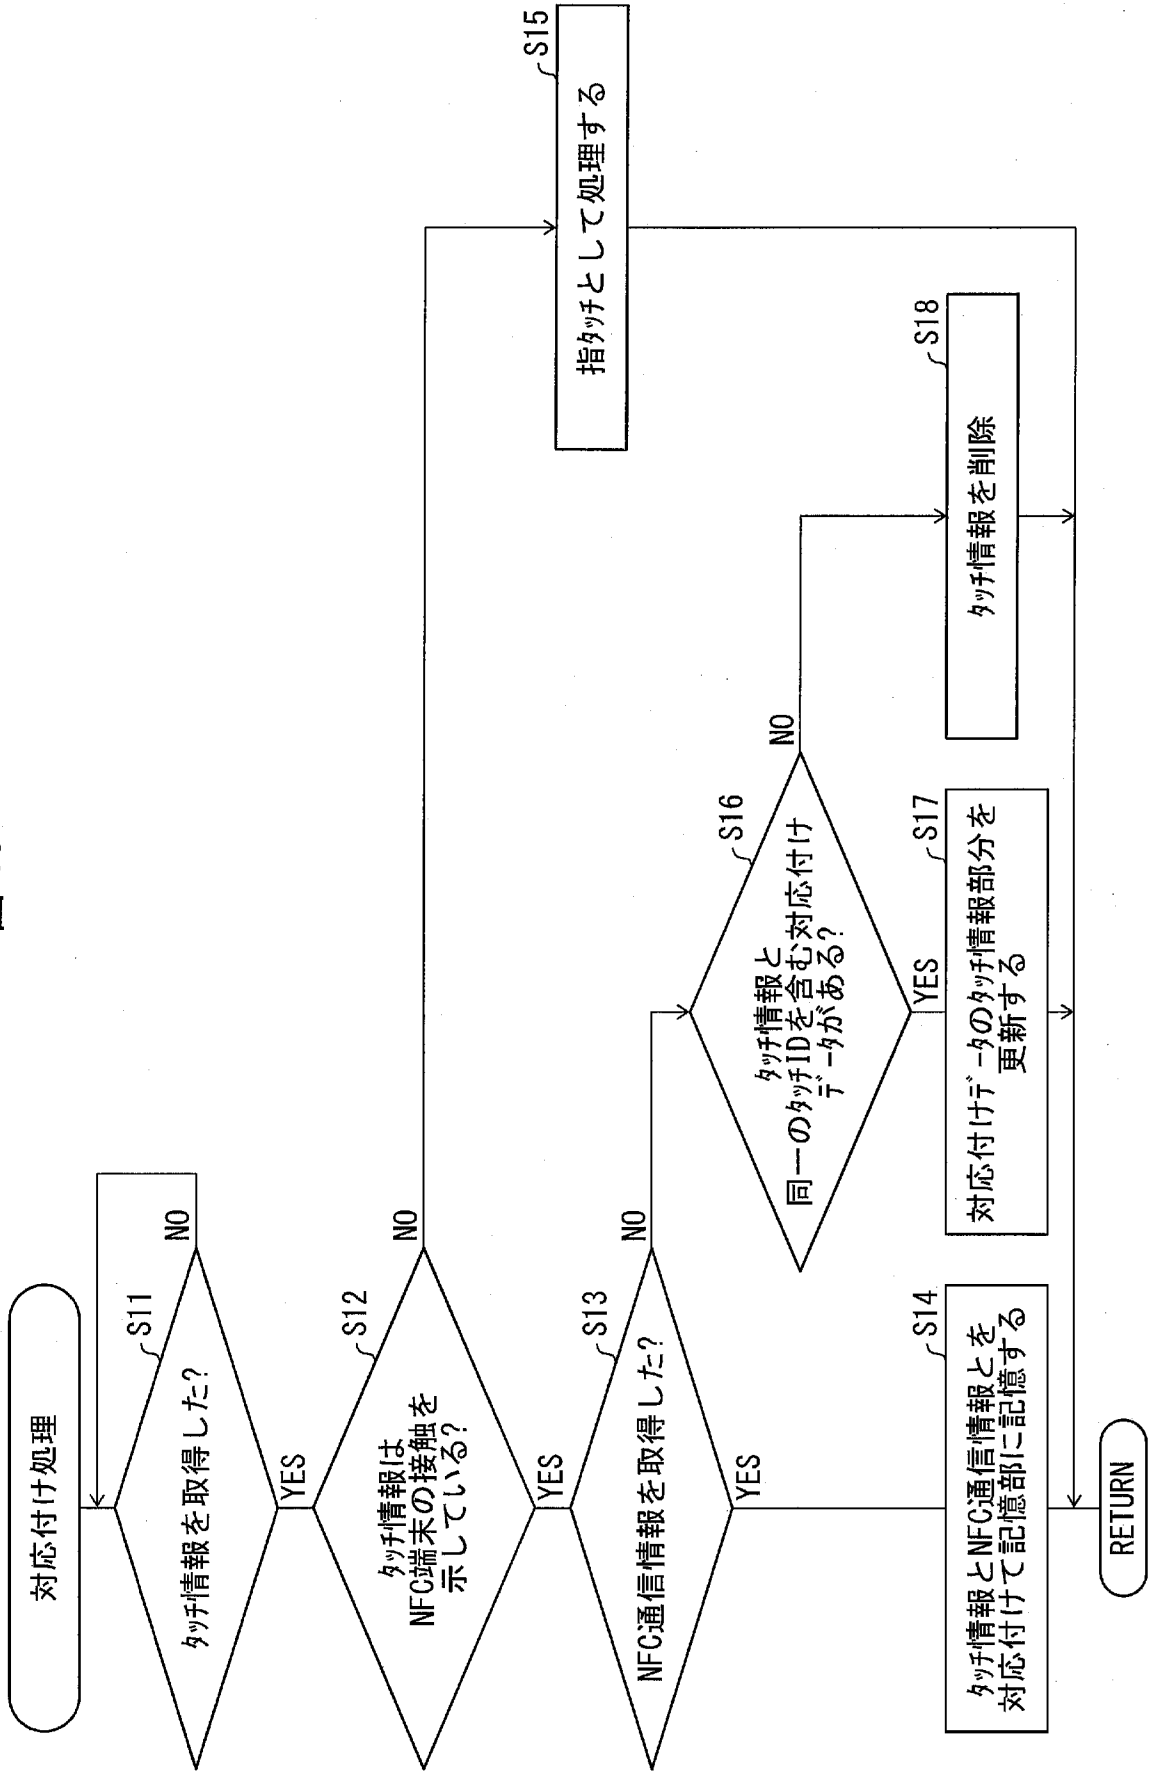 対応付け処理
S11
ﾀｯﾁ情報を取得した?
NO
YES
S12
ﾀｯﾁ情報は
NFC端末の接触を
示している?
NO
YES
S13
NFC通信情報を取得した?
NO
YES
S14
ﾀｯﾁ情報とNFC通信情報とを
対応付けて記憶部に記憶する
S15
指ﾀｯﾁとして処理する
S16
ﾀｯﾁ情報と
同一のﾀｯﾁIDを含む対応付け
ﾃﾞｰﾀがある?
NO
YES
S17
対応付けﾃﾞｰﾀのﾀｯﾁ情報部分を
更新する
S18
ﾀｯﾁ情報を削除
RETURN